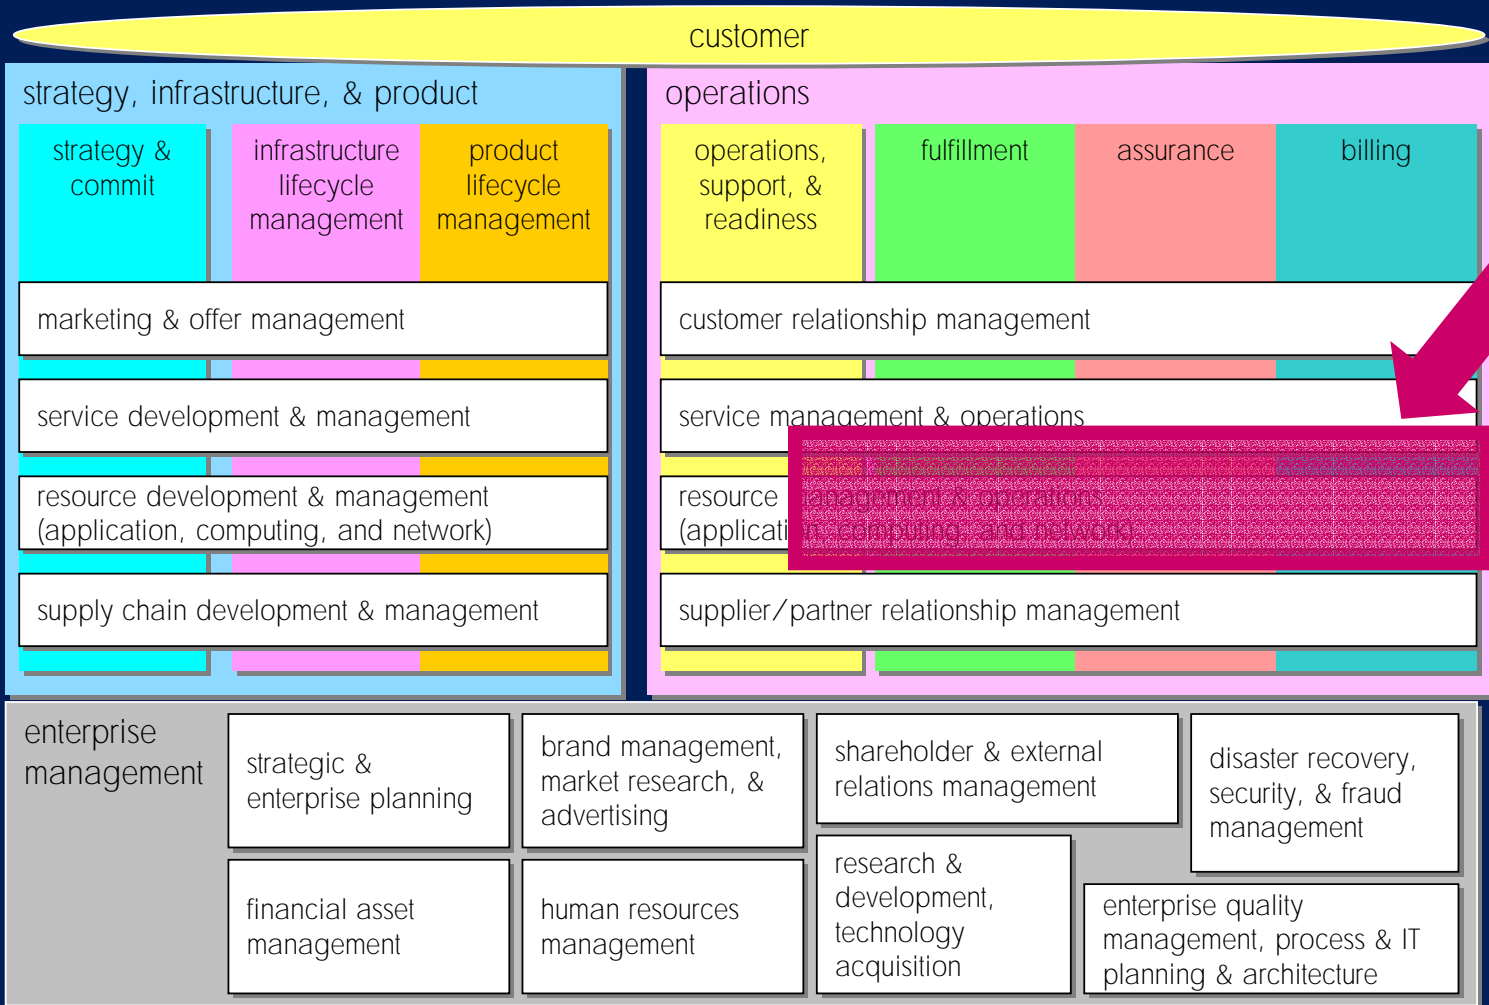 customer
strategy, infrastructure, & product
strategy &
commit
infrastructure
lifecycle
management
product
lifecycle
management
marketing & offer management
service development & management
resource development & management
(application, computing, and network)
supply chain development & management
operations
operations,
support, &
readiness
fulfillment
assurance
billing
customer relationship management
service management & operations
resource management & operations
(application, computing, and network)
supplier/partner relationship management
enterprise
management
strategic &
enterprise planning
brand management,
market research, &
advertising
shareholder & external
relations management
disaster recovery,
security, & fraud
management
financial asset
management
human resources
management
research &
development,
technology
acquisition
enterprise quality
management, process & IT
planning & architecture